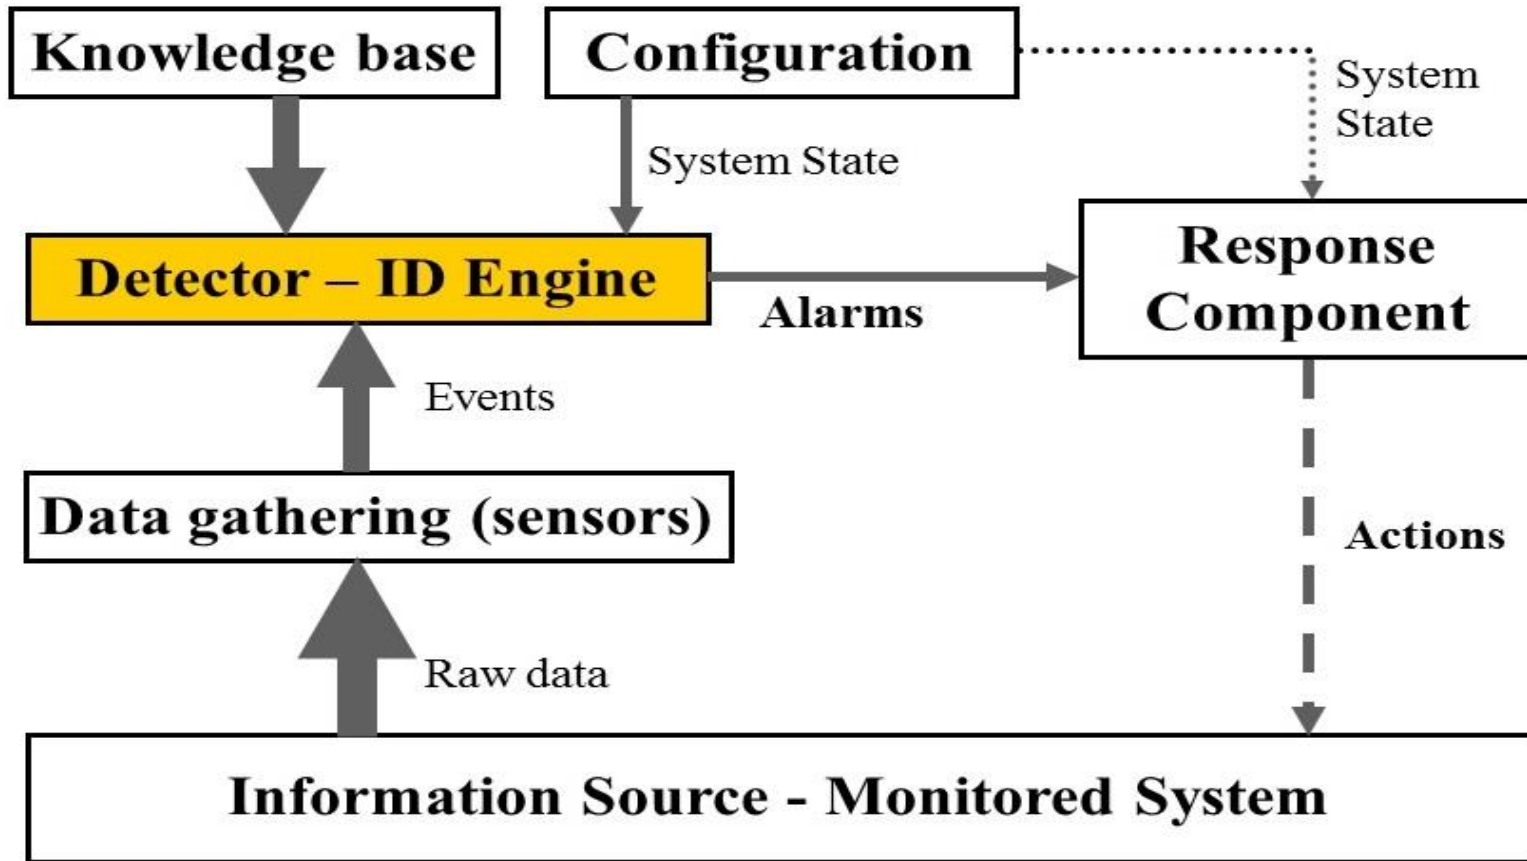 Knowledge base
Configuration
System
State
System State
Detector – ID Engine
Response
Component
Alarms
Events
Data gathering (sensors)
Actions
Raw data
Information Source - Monitored System